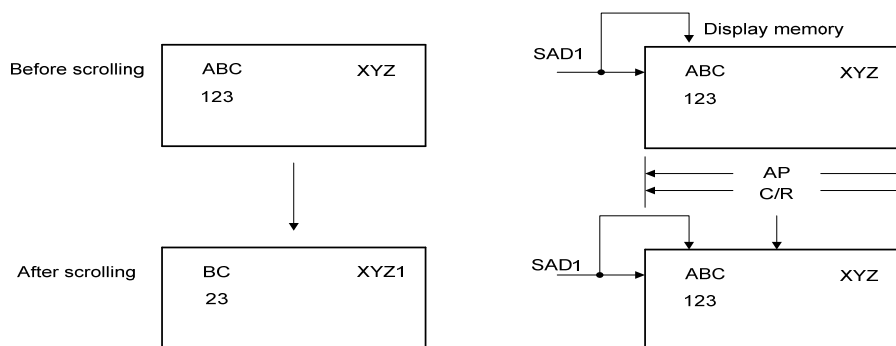 Display memory
SAD1
Before scrolling
ABC XYZ
123
ABC XYZ
123
AP
C/R
After scrolling
BC XYZ1
23
SAD1
ABC XYZ
123